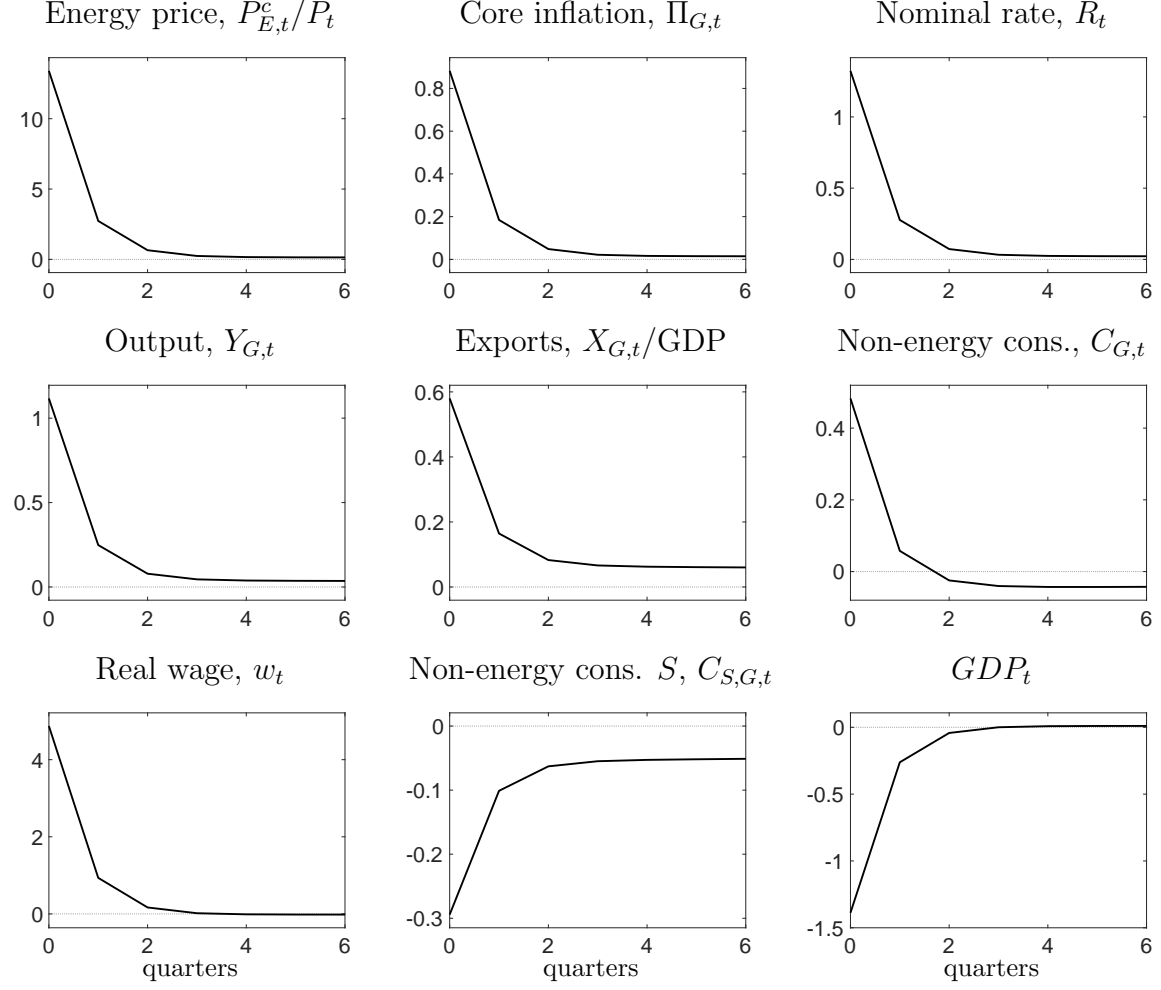 Energy price, $P^c_{E,t}/P_t$
Core inflation, $\Pi_{G,t}$
Nominal rate, $R_t$
10
5
0
0 2 4 6
0.8
0.6
0.4
0.2
0
0 2 4 6
1
0.5
0
0 2 4 6
Output, $Y_{G,t}$
Exports, $X_{G,t}$/GDP
Non-energy cons., $C_{G,t}$
1
0.5
0
0 2 4 6
0.6
0.4
0.2
0
0 2 4 6
0.4
0.2
0
0 2 4 6
Real wage, $w_t$
Non-energy cons. $S$, $C_{S,G,t}$
$GDP_t$
4
2
0
0 2 4 6
quarters
0
-0.1
-0.2
-0.3
0 2 4 6
quarters
0
-0.5
-1
-1.5
0 2 4 6
quarters